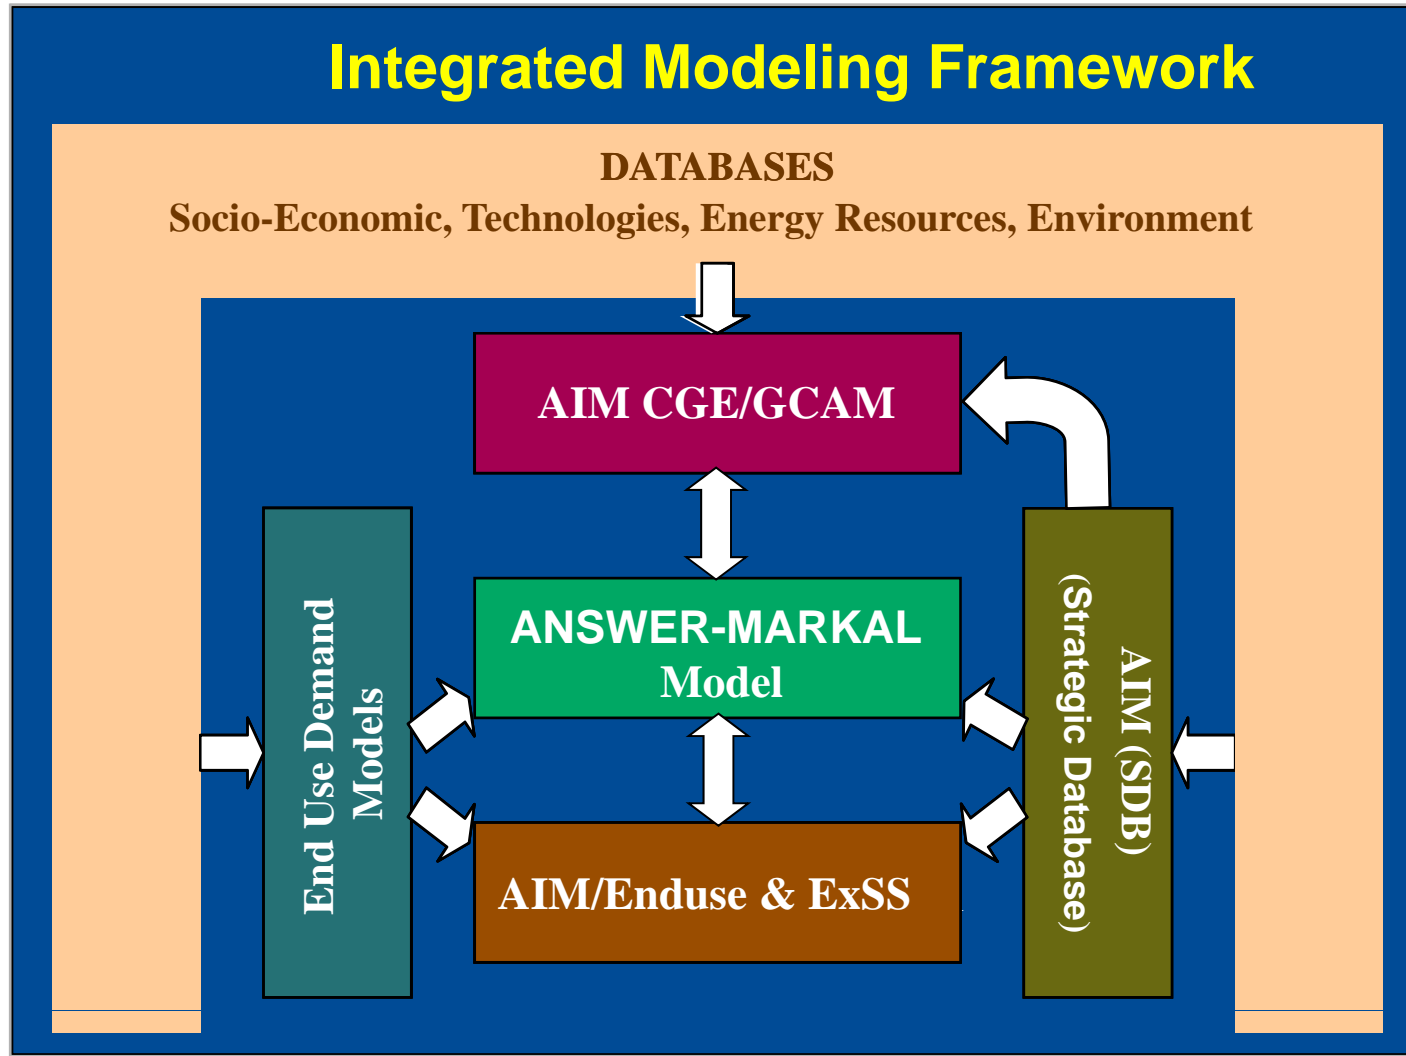 Integrated Modeling Framework
DATABASES
Socio-Economic, Technologies, Energy Resources, Environment
AIM CGE/GCAM
End Use Demand
Models
ANSWER-MARKAL
Model
AIM (SDB)
(Strategic Database)
AIM/Enduse & ExSS